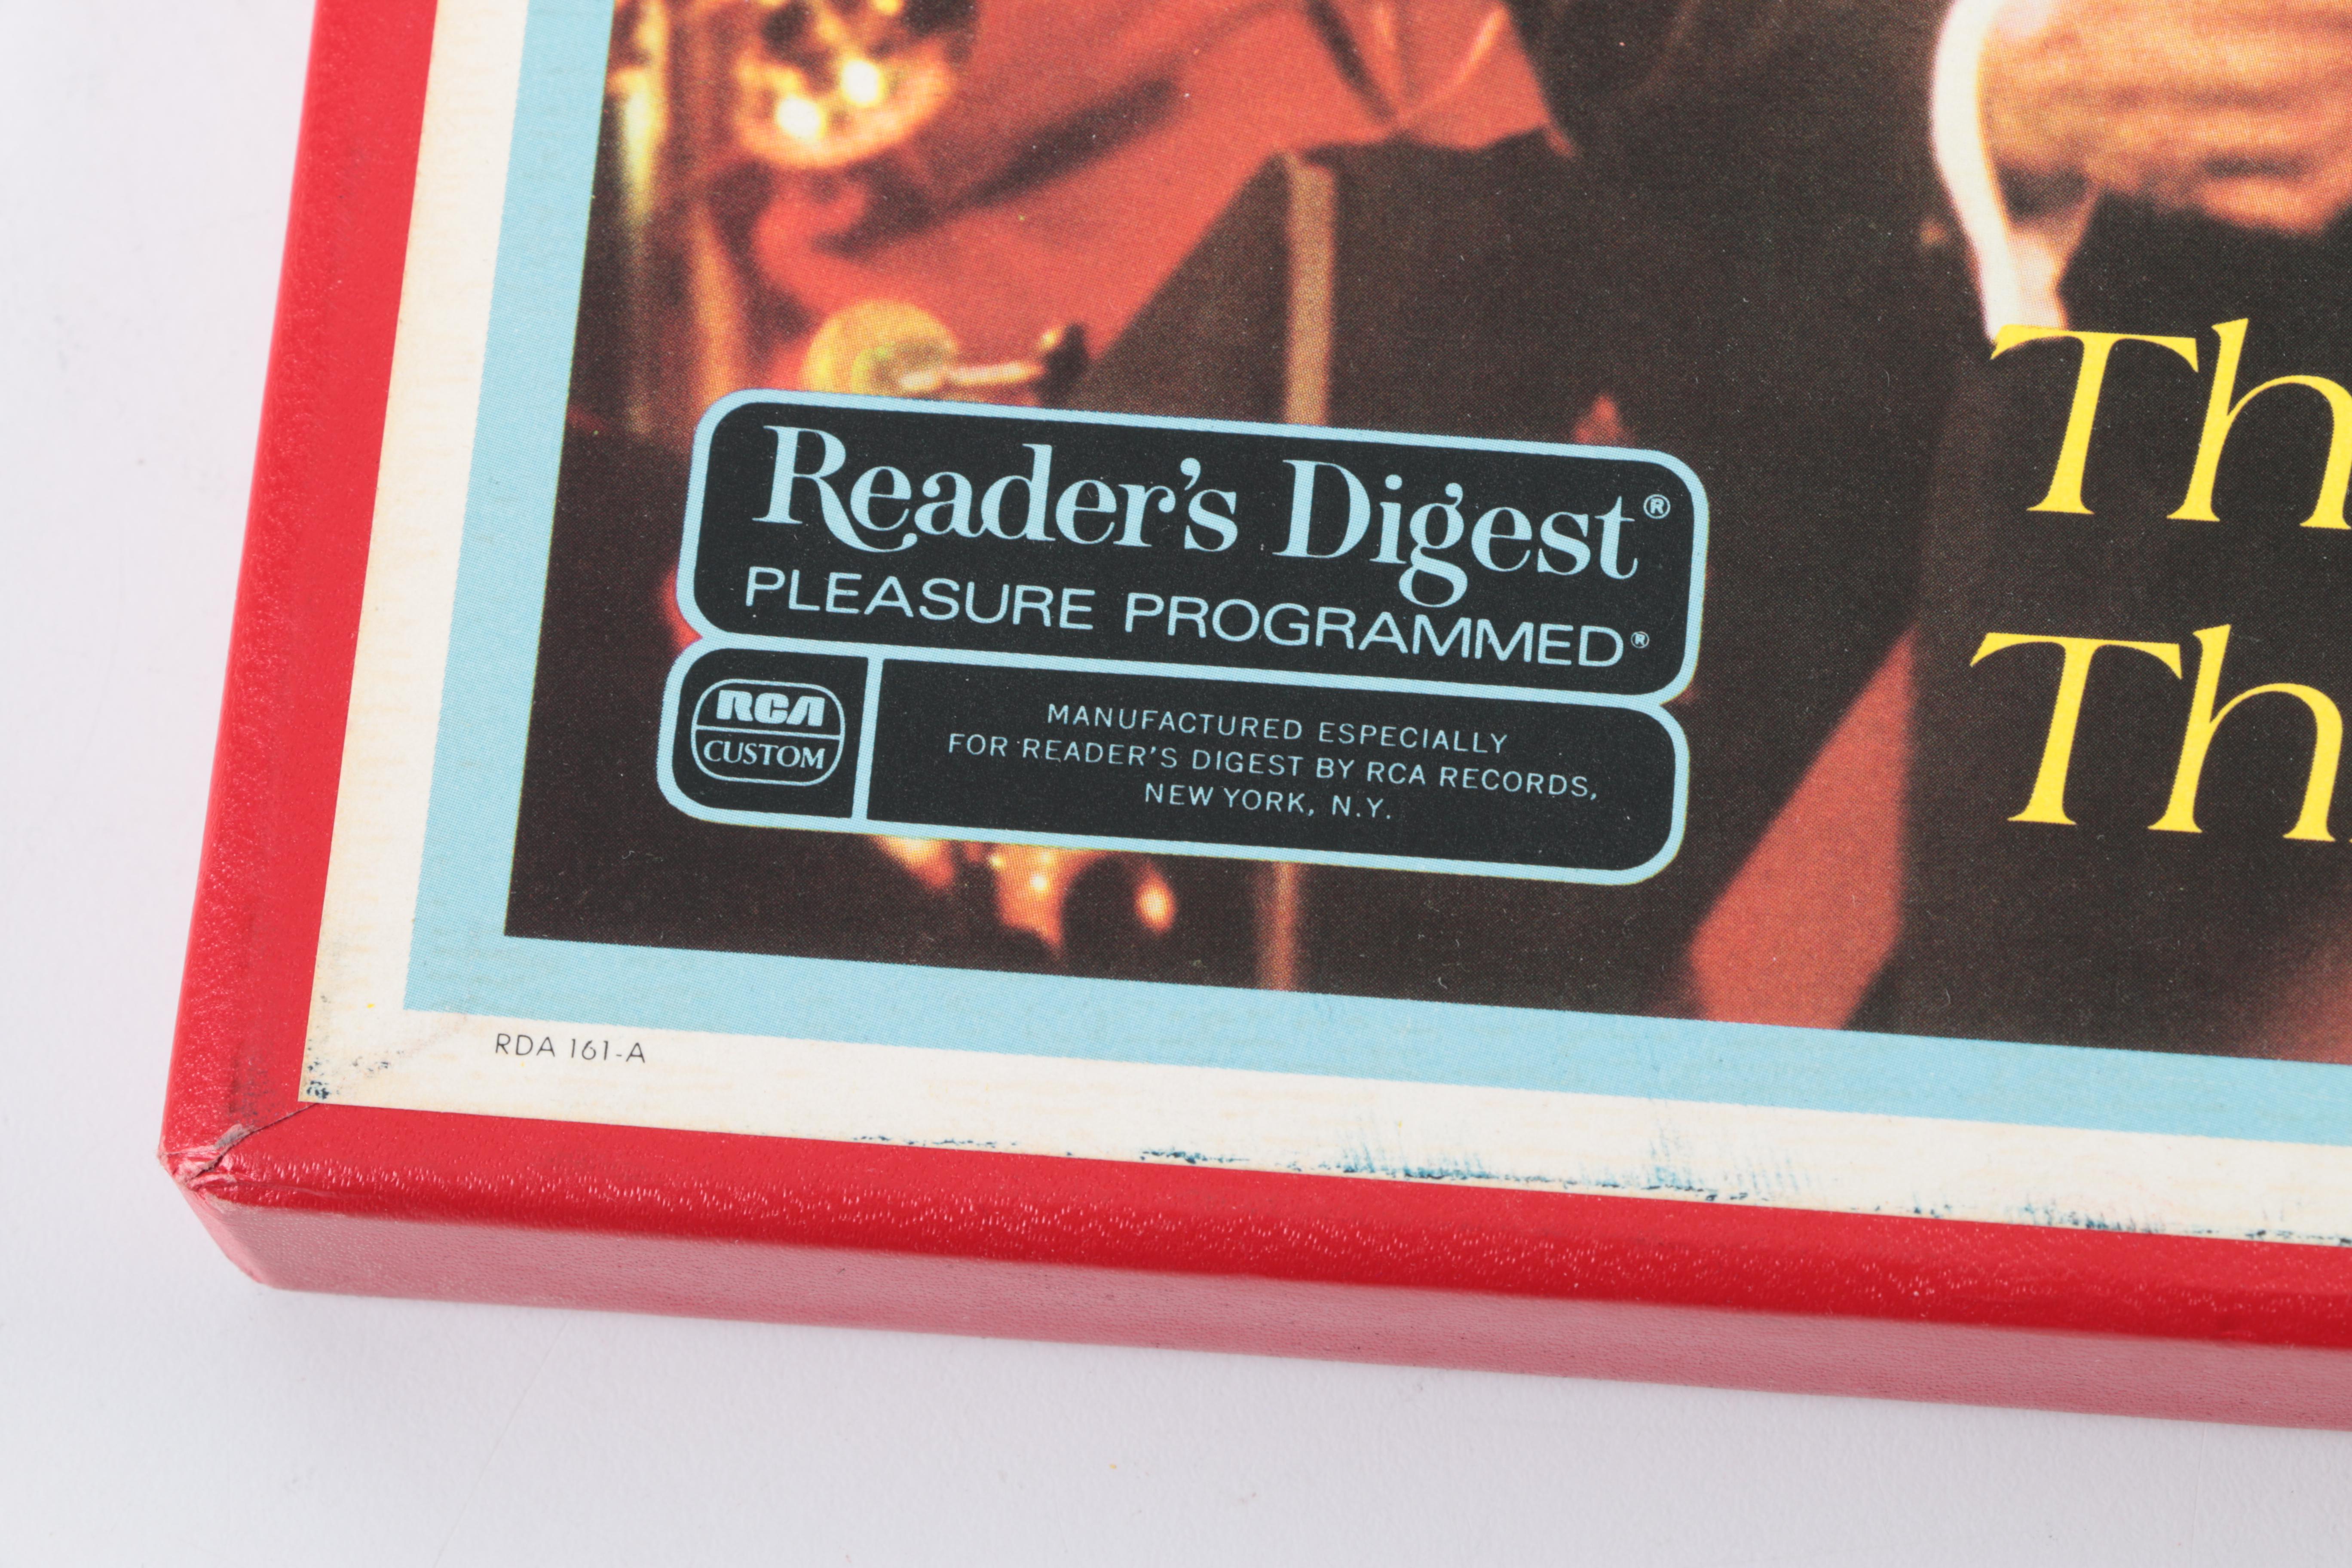 Reader's Digest®
PLEASURE PROGRAMMED®
RCA
CUSTOM
MANUFACTURED ESPECIALLY
FOR READER'S DIGEST BY RCA RECORDS,
NEW YORK, N.Y.
RDA 161-A